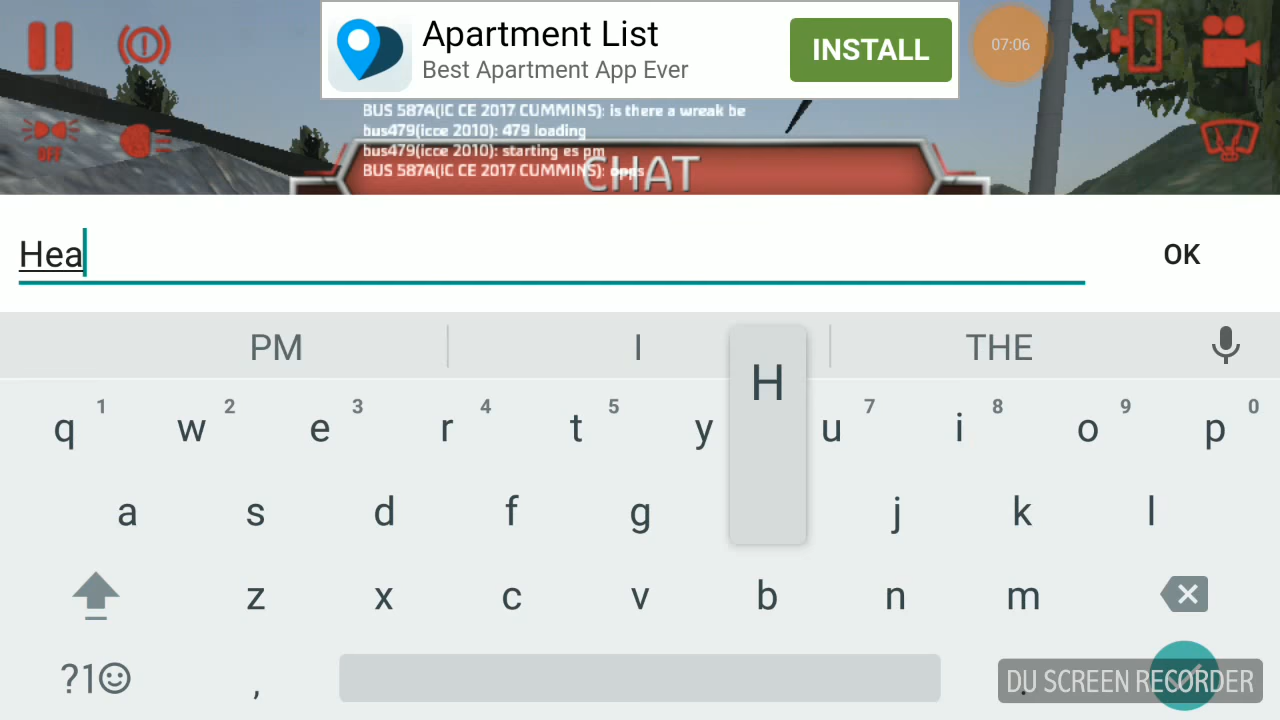 Apartment List
Best Apartment App Ever
INSTALL
07:06
OFF
BUS 587A(IC CE 2017 CUMMINS): is there a wreak be
bus479(icce 2010): 479 loading
bus479(icce 2010): starting es pm
BUS 587A(IC CE 2017 CUMMINS): opps
CHAT
Hea
OK
PM I THE
H
q 1 w 2 e 3 r 4 t 5 y u 7 i 8 o 9 p 0
a s d f g j k l
z x c v b n m
?1 , .
DU SCREEN RECORDER